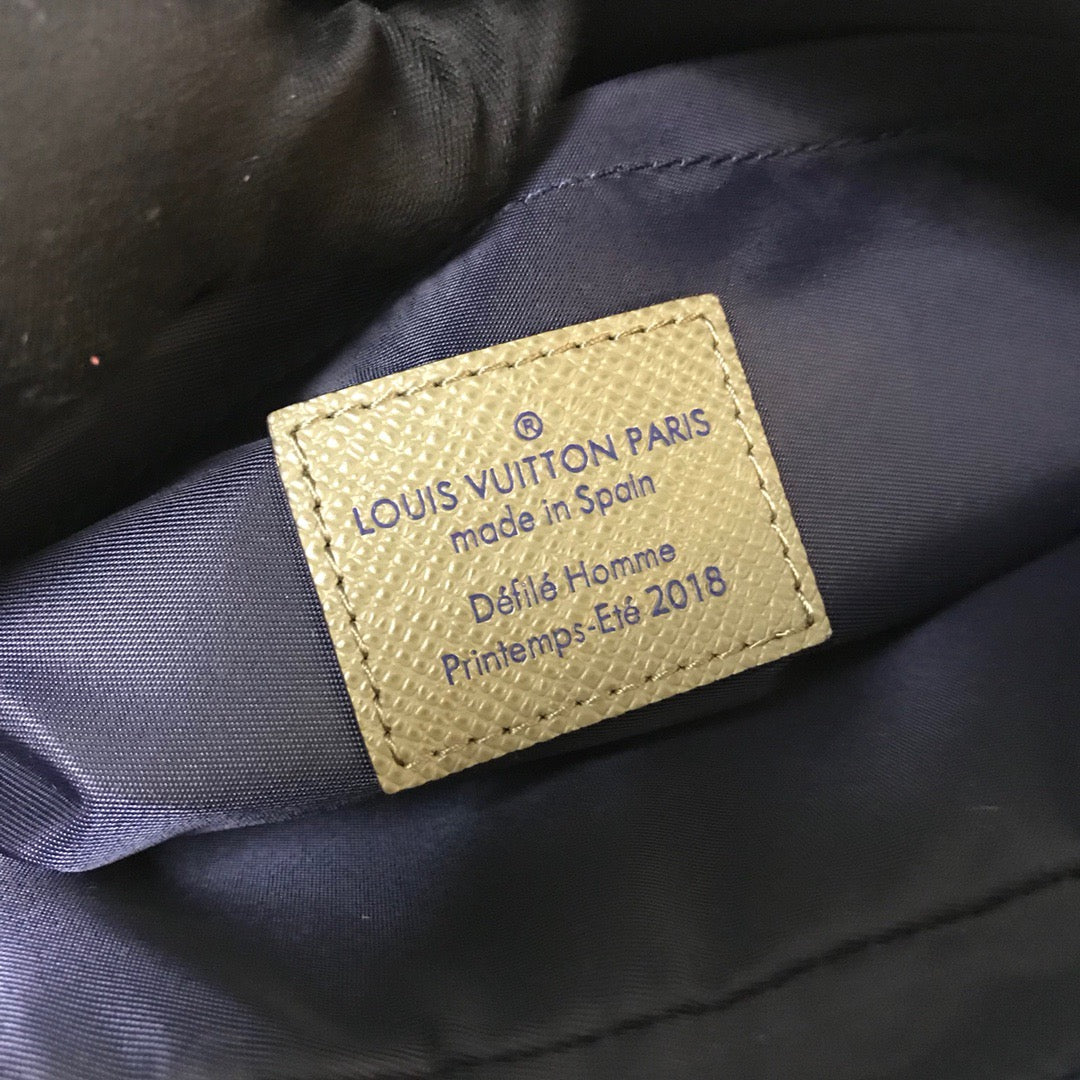 ®
LOUIS VUITTON PARIS
made in Spain
Défilé Homme
Printemps-Eté 2018